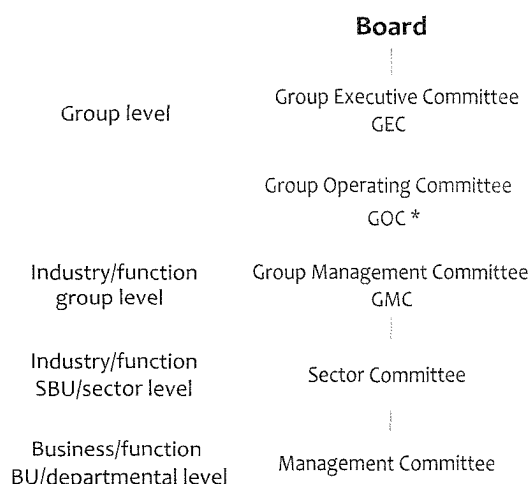 Board
Group level
Group Executive Committee
GEC
Group Operating Committee
GOC *
Industry/function
group level
Group Management Committee
GMC
Industry/function
SBU/sector level
Sector Committee
Business/function
BU/departmental level
Management Committee